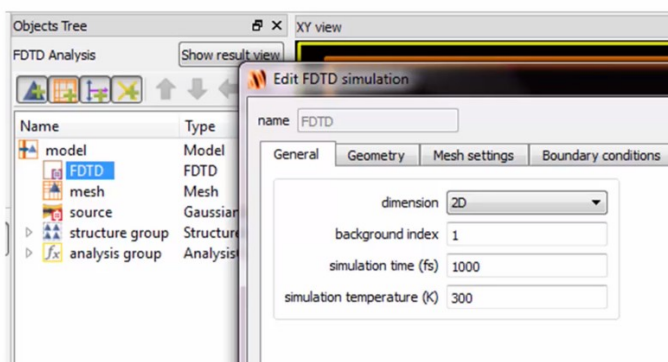 Objects Tree
XY view
FDTD Analysis
Show result view
Edit FDTD simulation
name FDTD
Name Type
General Geometry Mesh settings Boundary conditions
model Model
FDTD FDTD
dimension 2D
mesh Mesh
background index 1
source Gaussian
structure group Structure
simulation time (fs) 1000
fx analysis group Analysis
simulation temperature (K) 300